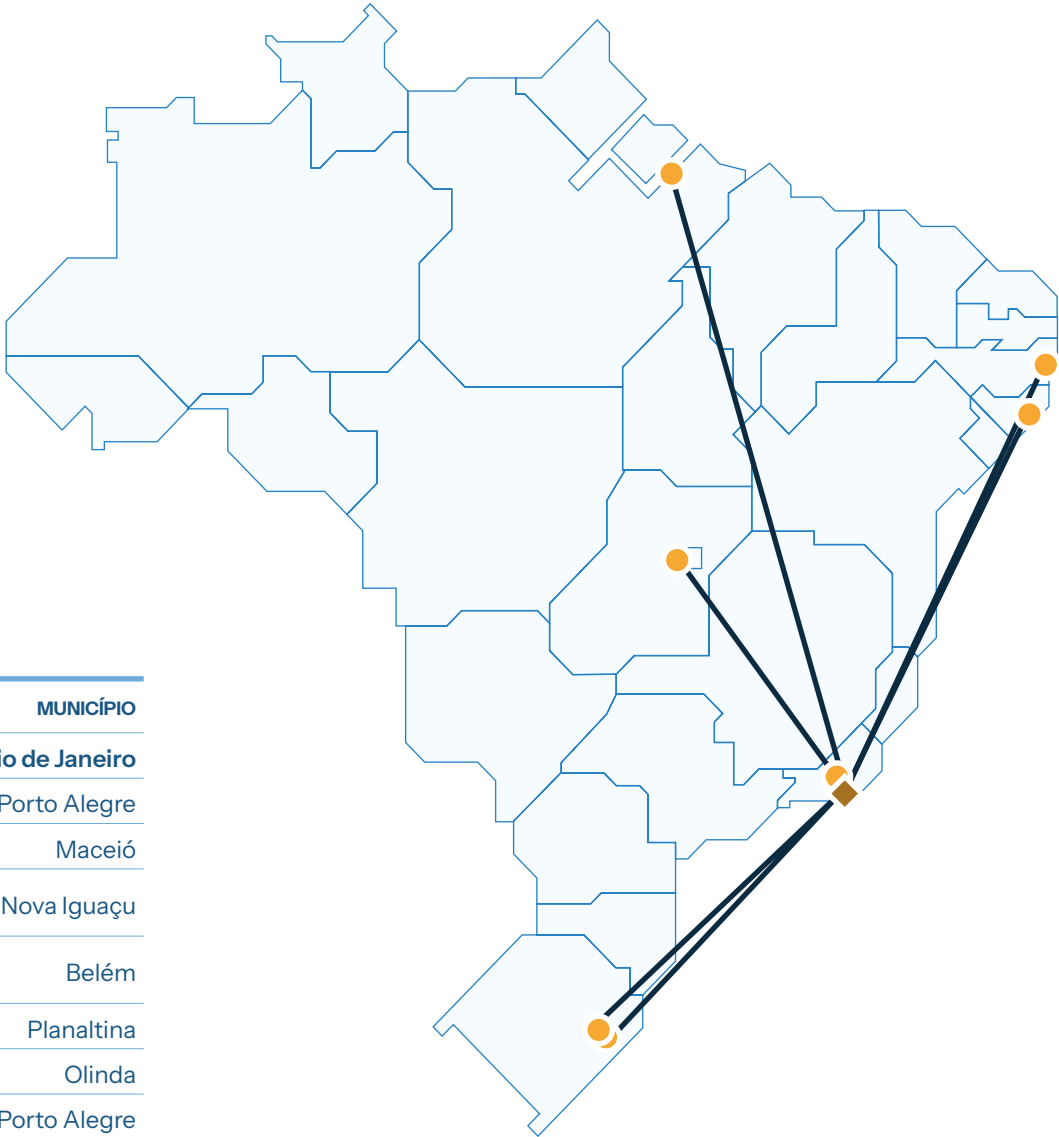 MUNICÍPIO
io de Janeiro
Porto Alegre
Maceió
Nova Iguaçu
Belém
Planaltina
Olinda
Porto Alegre